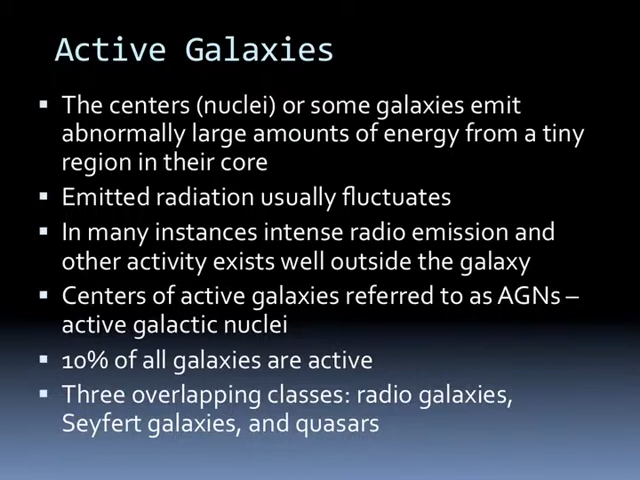 Active Galaxies
▪ The centers (nuclei) or some galaxies emit
abnormally large amounts of energy from a tiny
region in their core
▪ Emitted radiation usually fluctuates
▪ In many instances intense radio emission and
other activity exists well outside the galaxy
▪ Centers of active galaxies referred to as AGNs –
active galactic nuclei
▪ 10% of all galaxies are active
▪ Three overlapping classes: radio galaxies,
Seyfert galaxies, and quasars